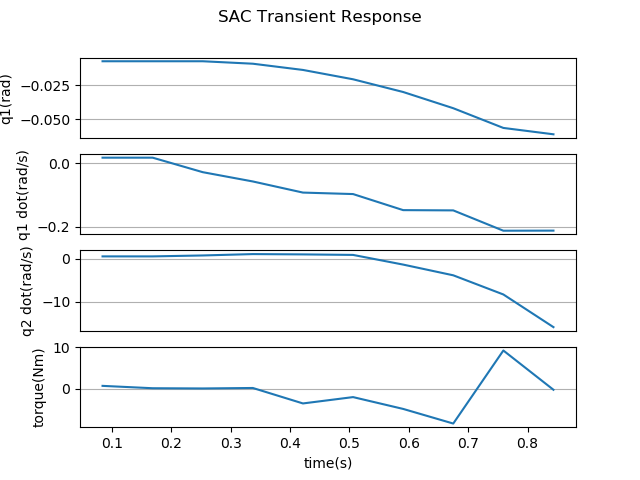 SAC Transient Response
q1(rad)
−0.025
−0.050
q1 dot(rad/s)
0.0
−0.2
q2 dot(rad/s)
0
−10
torque(Nm)
10
0
0.1 0.2 0.3 0.4 0.5 0.6 0.7 0.8
time(s)